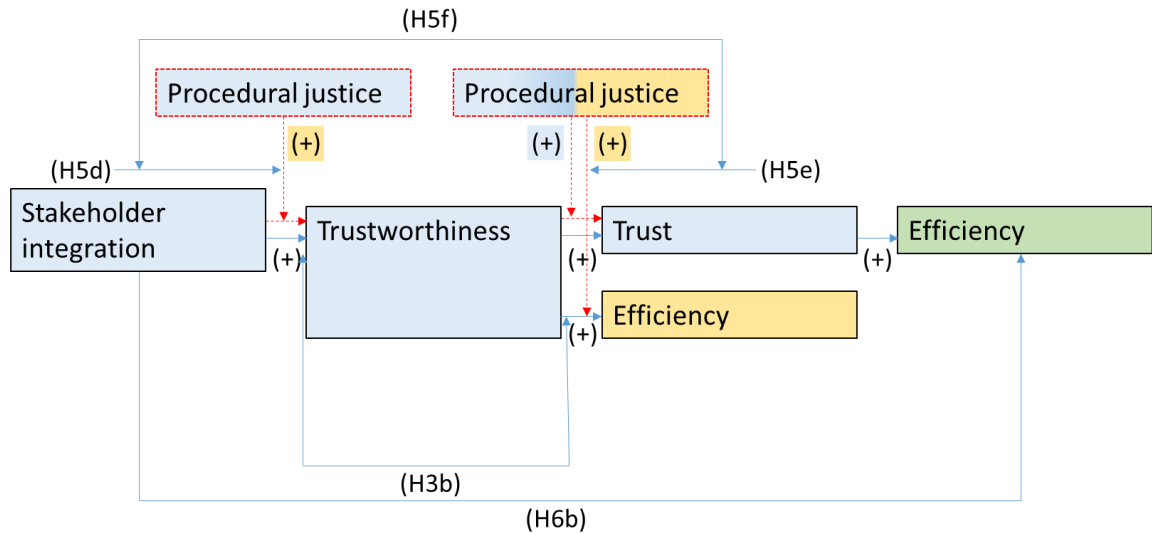 (H5f)
Procedural justice
Procedural justice
(+)
(+)
(+)
(H5d)
(H5e)
Stakeholder
integration
Trustworthiness
Trust
Efficiency
(+)
(+)
(+)
Efficiency
(+)
(H3b)
(H6b)